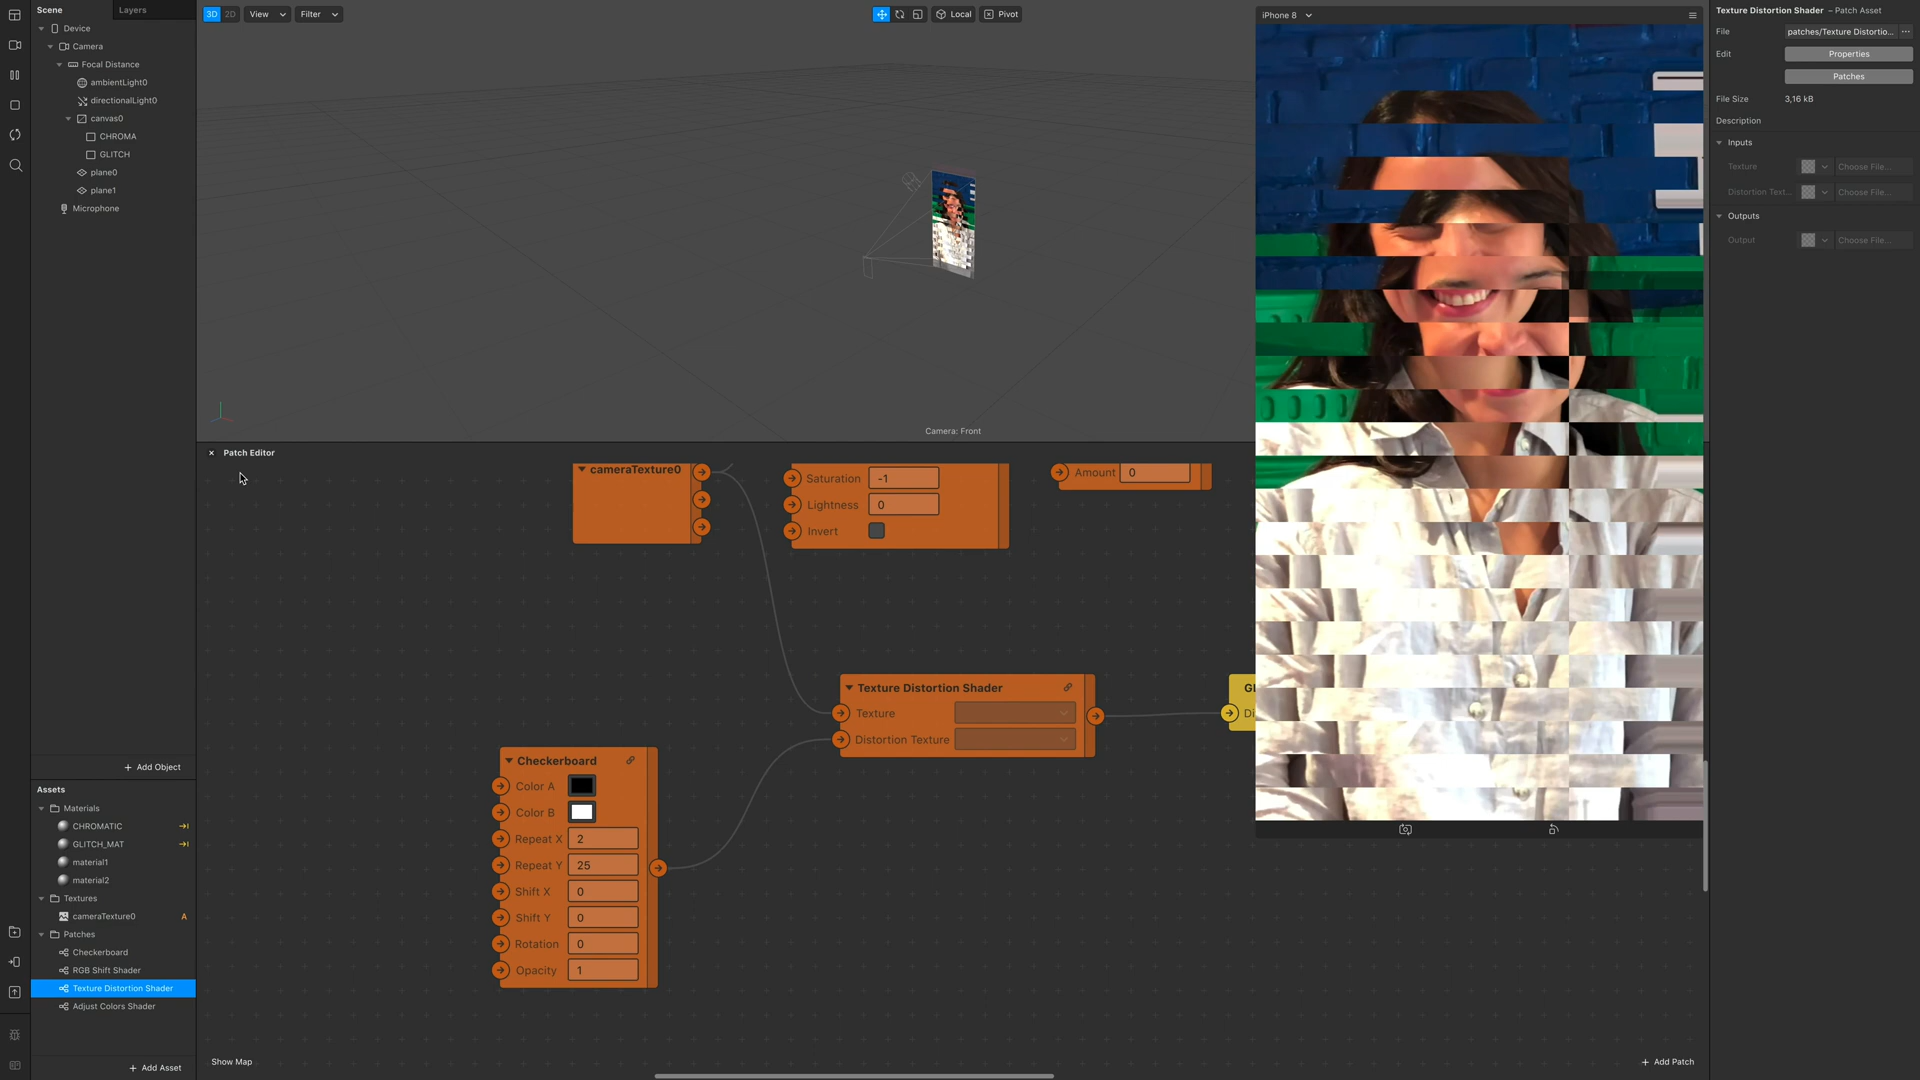 Scene
Layers
Device
Camera
Focal Distance
ambientLight0
directionalLight0
canvas0
CHROMA
GLITCH
plane0
plane1
Microphone
+ Add Object
Assets
Materials
CHROMATIC
GLITCH_MAT
material1
material2
Textures
cameraTexture0 A
Patches
Checkerboard
RGB Shift Shader
Texture Distortion Shader
Adjust Colors Shader
+ Add Asset
3D 2D View Filter
Local Pivot
Camera: Front
Patch Editor
cameraTexture0
Saturation -1
Lightness 0
Invert
Amount 0
Texture Distortion Shader
Texture
Distortion Texture
Gl
Di
Checkerboard
Color A
Color B
Repeat X 2
Repeat Y 25
Shift X 0
Shift Y 0
Rotation 0
Opacity 1
Show Map
+ Add Patch
iPhone 8
Texture Distortion Shader – Patch Asset
File patches/Texture Distortio... ...
Edit Properties
Patches
File Size 3,16 kB
Description
Inputs
Texture Choose File...
Distortion Text... Choose File...
Outputs
Output Choose File...